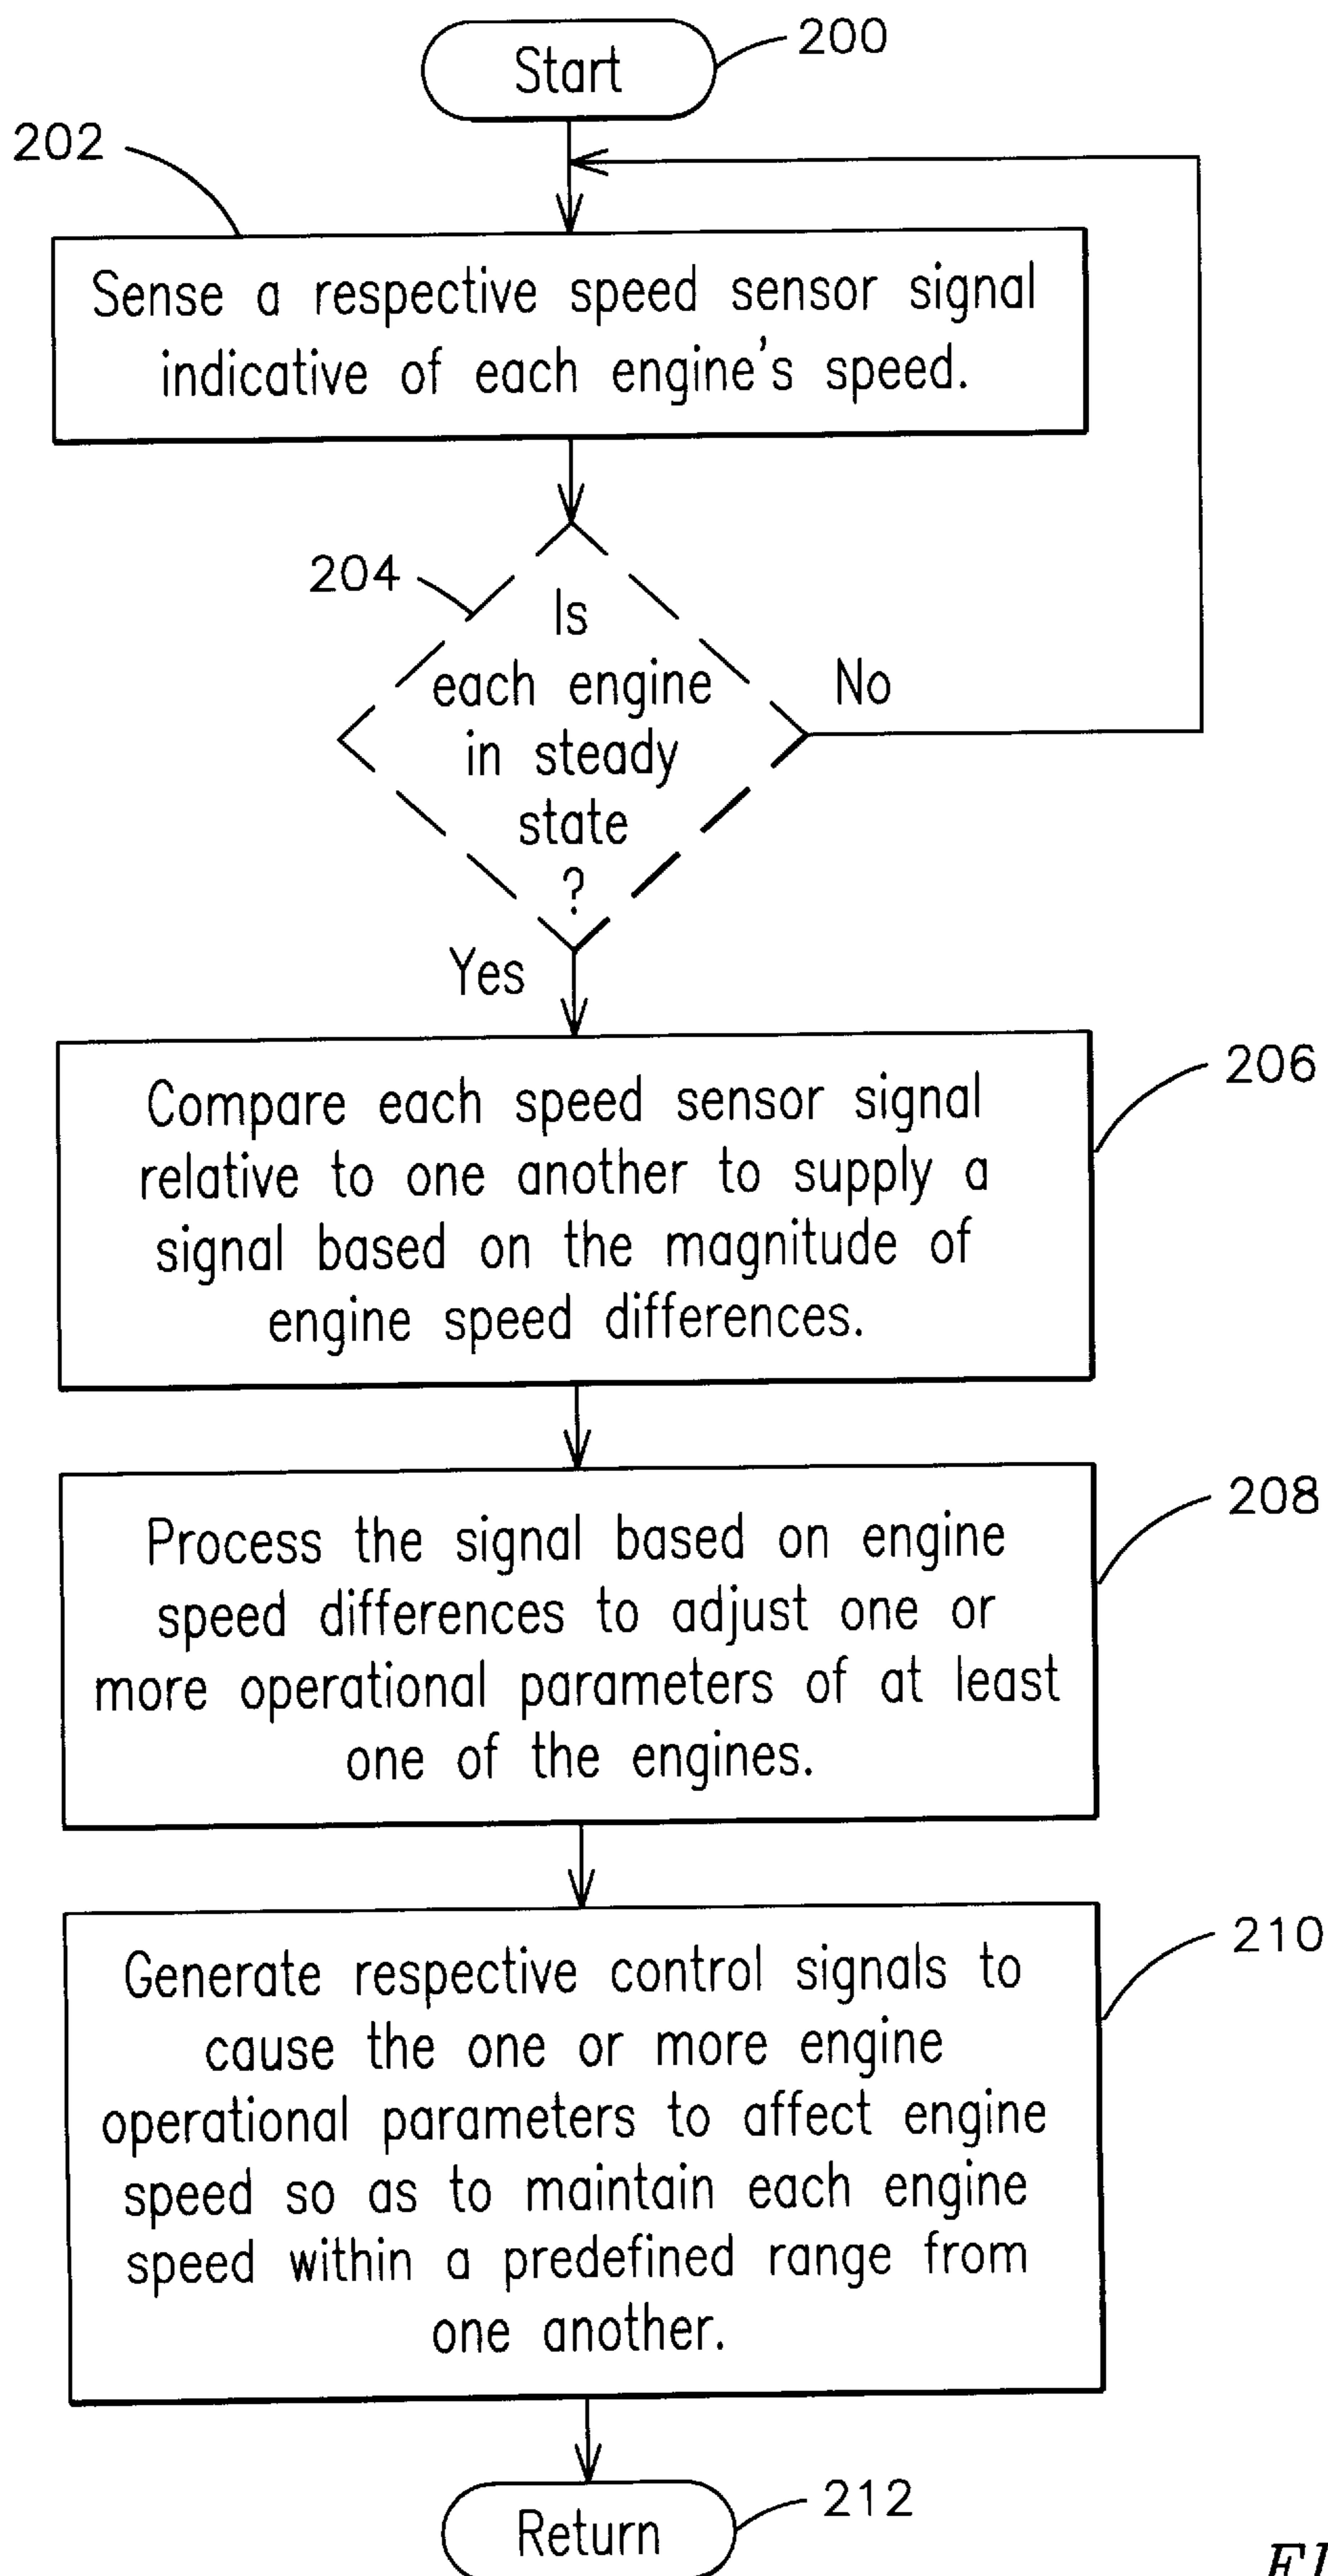 Start
200
202
Sense a respective speed sensor signal
indicative of each engine's speed.
204
Is
each engine
in steady
state
?
No
Yes
206
Compare each speed sensor signal
relative to one another to supply a
signal based on the magnitude of
engine speed differences.
208
Process the signal based on engine
speed differences to adjust one or
more operational parameters of at least
one of the engines.
210
Generate respective control signals to
cause the one or more engine
operational parameters to affect engine
speed so as to maintain each engine
speed within a predefined range from
one another.
Return
212